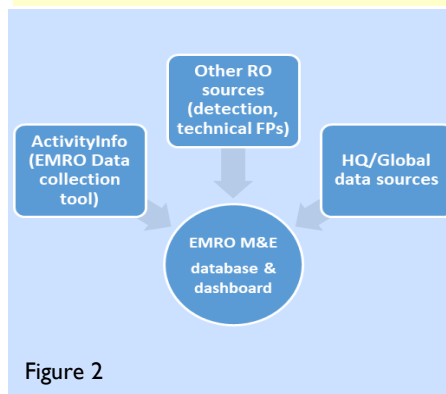 Other RO
sources
(detection,
technical FPs)
ActivityInfo
(EMRO Data
collection
tool)
HQ/Global
data sources
EMRO M&E
database &
dashboard
Figure 2